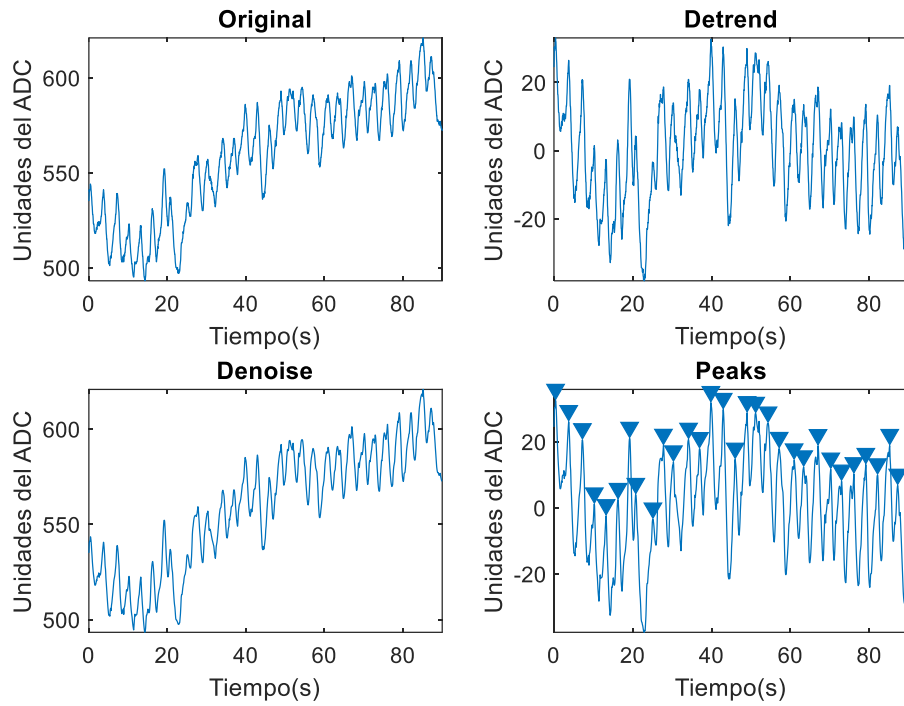 Original
Unidades del ADC
600
550
500
0 20 40 60 80
Tiempo(s)
Detrend
Unidades del ADC
20
0
-20
0 20 40 60 80
Tiempo(s)
Denoise
Unidades del ADC
600
550
500
0 20 40 60 80
Tiempo(s)
Peaks
Unidades del ADC
20
0
-20
0 20 40 60 80
Tiempo(s)